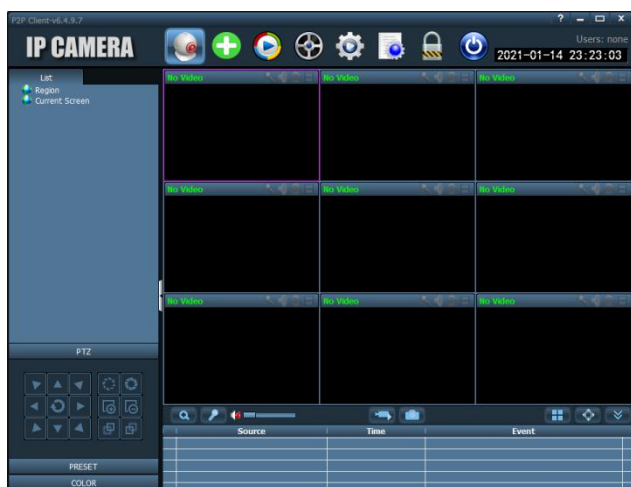 P2P Client-v6.4.9.7
IP CAMERA
Users: none
2021-01-14 23:23:03
List
Region
Current Screen
No Video
No Video
No Video
No Video
No Video
No Video
No Video
No Video
No Video
PTZ
Source Time Event
PRESET
COLOR